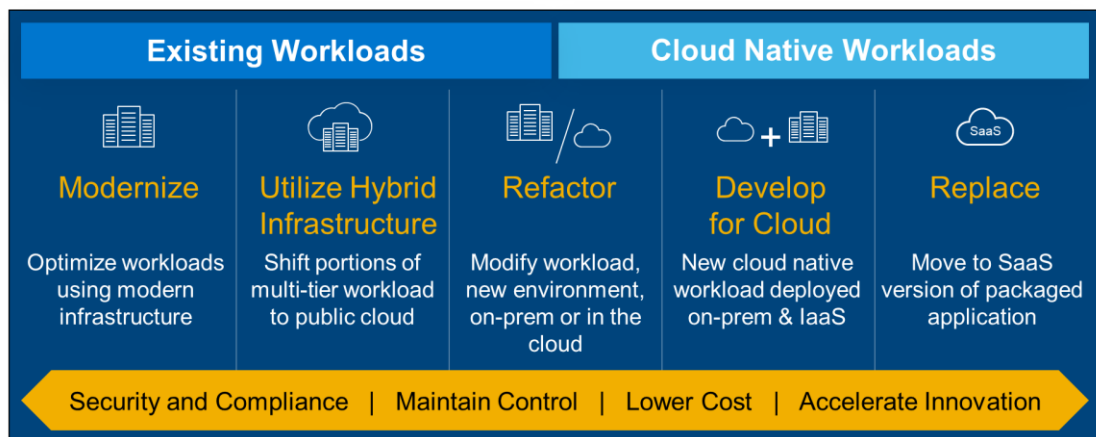 Existing Workloads
Cloud Native Workloads
Modernize
Optimize workloads
using modern
infrastructure
Utilize Hybrid
Infrastructure
Shift portions of
multi-tier workload
to public cloud
Refactor
Modify workload,
new environment,
on-prem or in the
cloud
+
Develop
for Cloud
New cloud native
workload deployed
on-prem & IaaS
SaaS
Replace
Move to SaaS
version of packaged
application
Security and Compliance | Maintain Control | Lower Cost | Accelerate Innovation